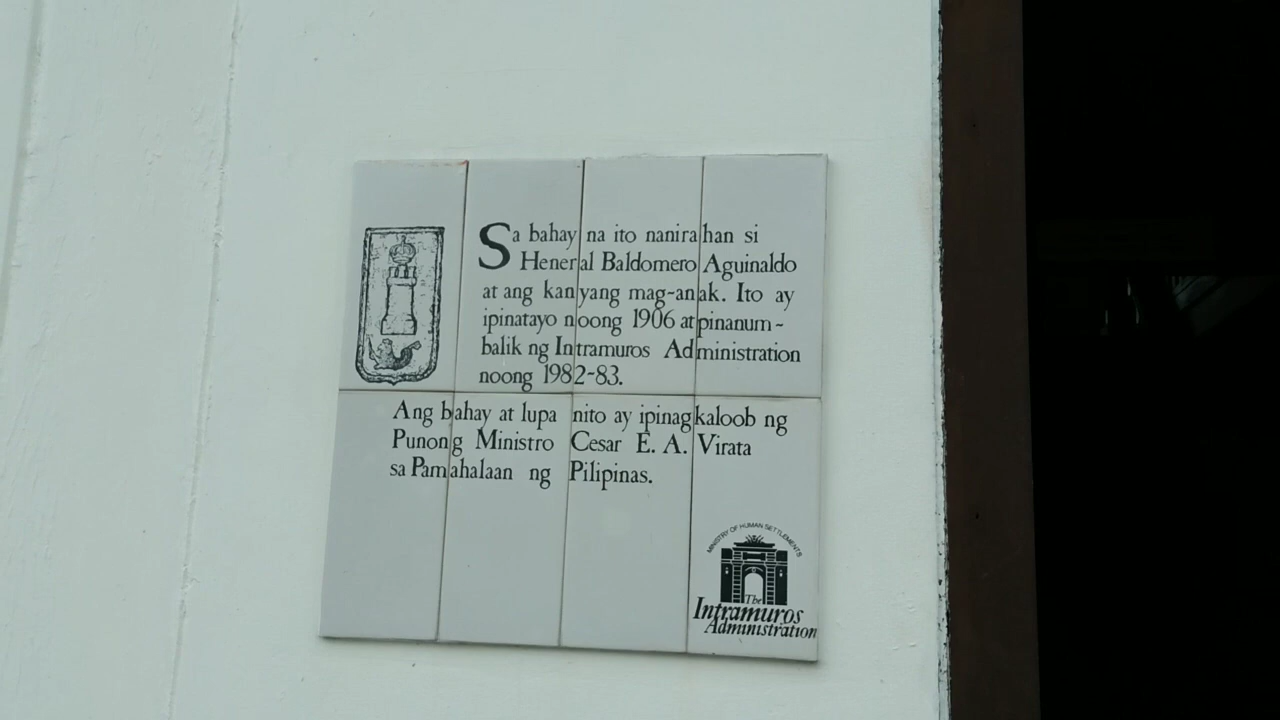 Sa bahay na ito nanirahan si
Heneral Baldomero Aguinaldo
at ang kanyang mag-anak. Ito ay
ipinatayo noong 1906 at pinanum-
balik ng Intramuros Administration
noong 1982-83.
Ang bahay at lupa nito ay ipinagkaloob ng
Punong Ministro Cesar E. A. Virata
sa Pamahalaan ng Pilipinas.
MINISTRY OF HUMAN SETTLEMENTS
The
Intramuros
Administration